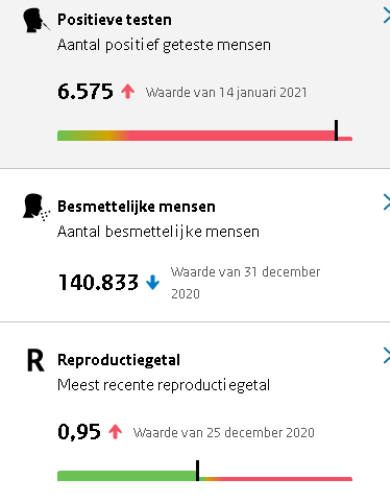 Positieve testen
Aantal positief geteste mensen
6.575 Waarde van 14 januari 2021
Besmettelijke mensen
Aantal besmettelijke mensen
140.833 Waarde van 31 december
2020
R Reproductiegetal
Meest recente reproductiegetal
0,95 Waarde van 25 december 2020